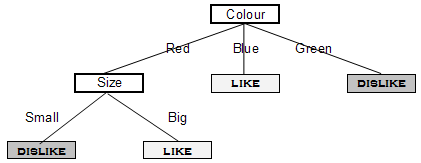 Colour
Red Blue Green
Size LIKE DISLIKE
Small Big
DISLIKE LIKE